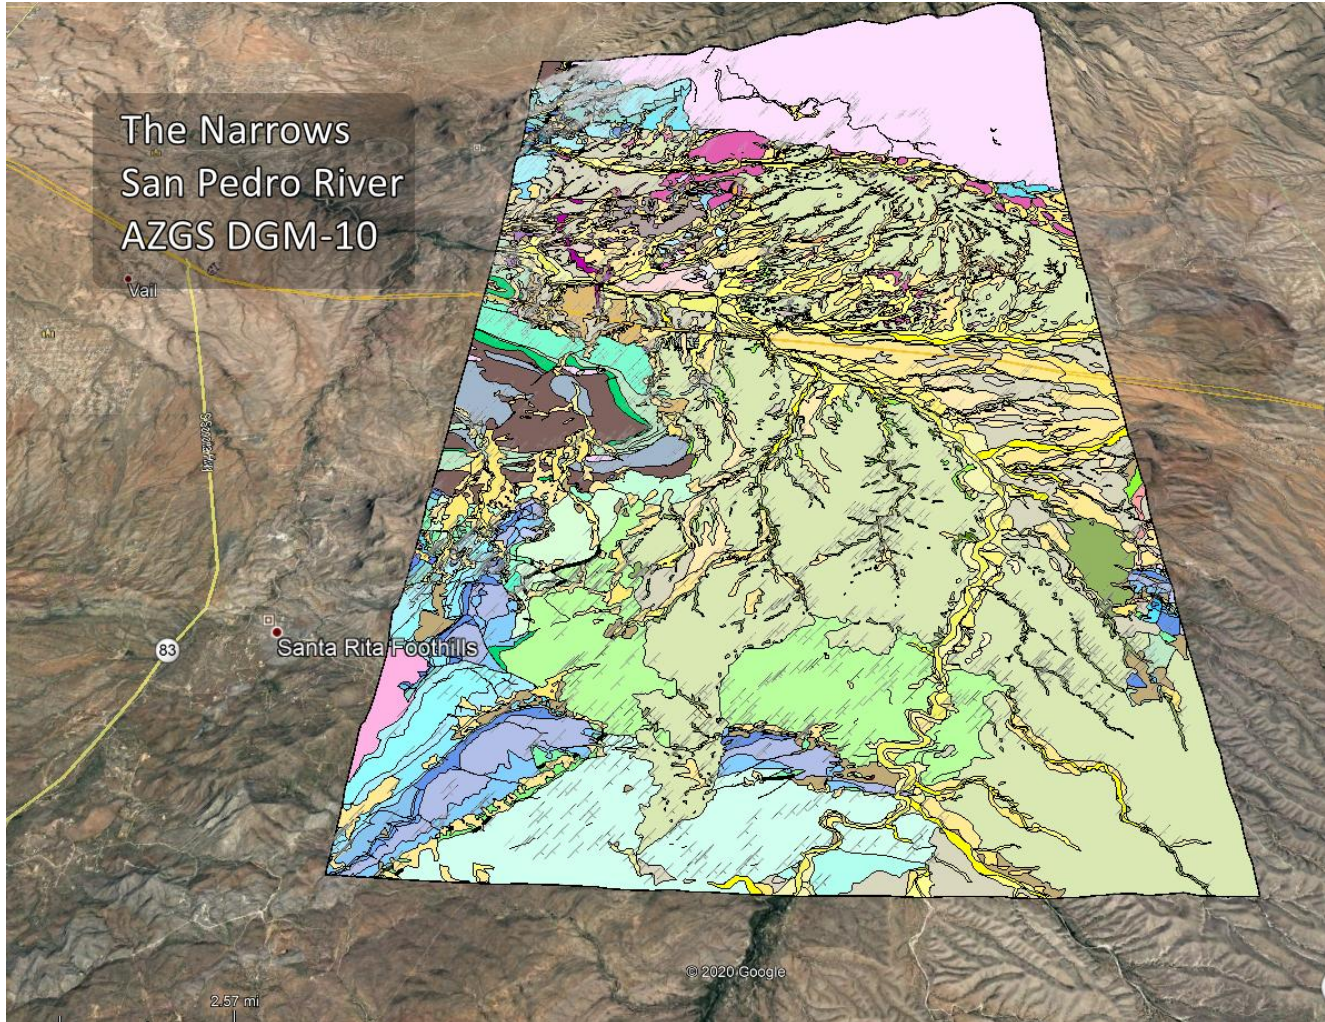 The Narrows
San Pedro River
AZGS DGM-10
Vail
83
Santa Rita Foothills
© 2020 Google
2.57 mi